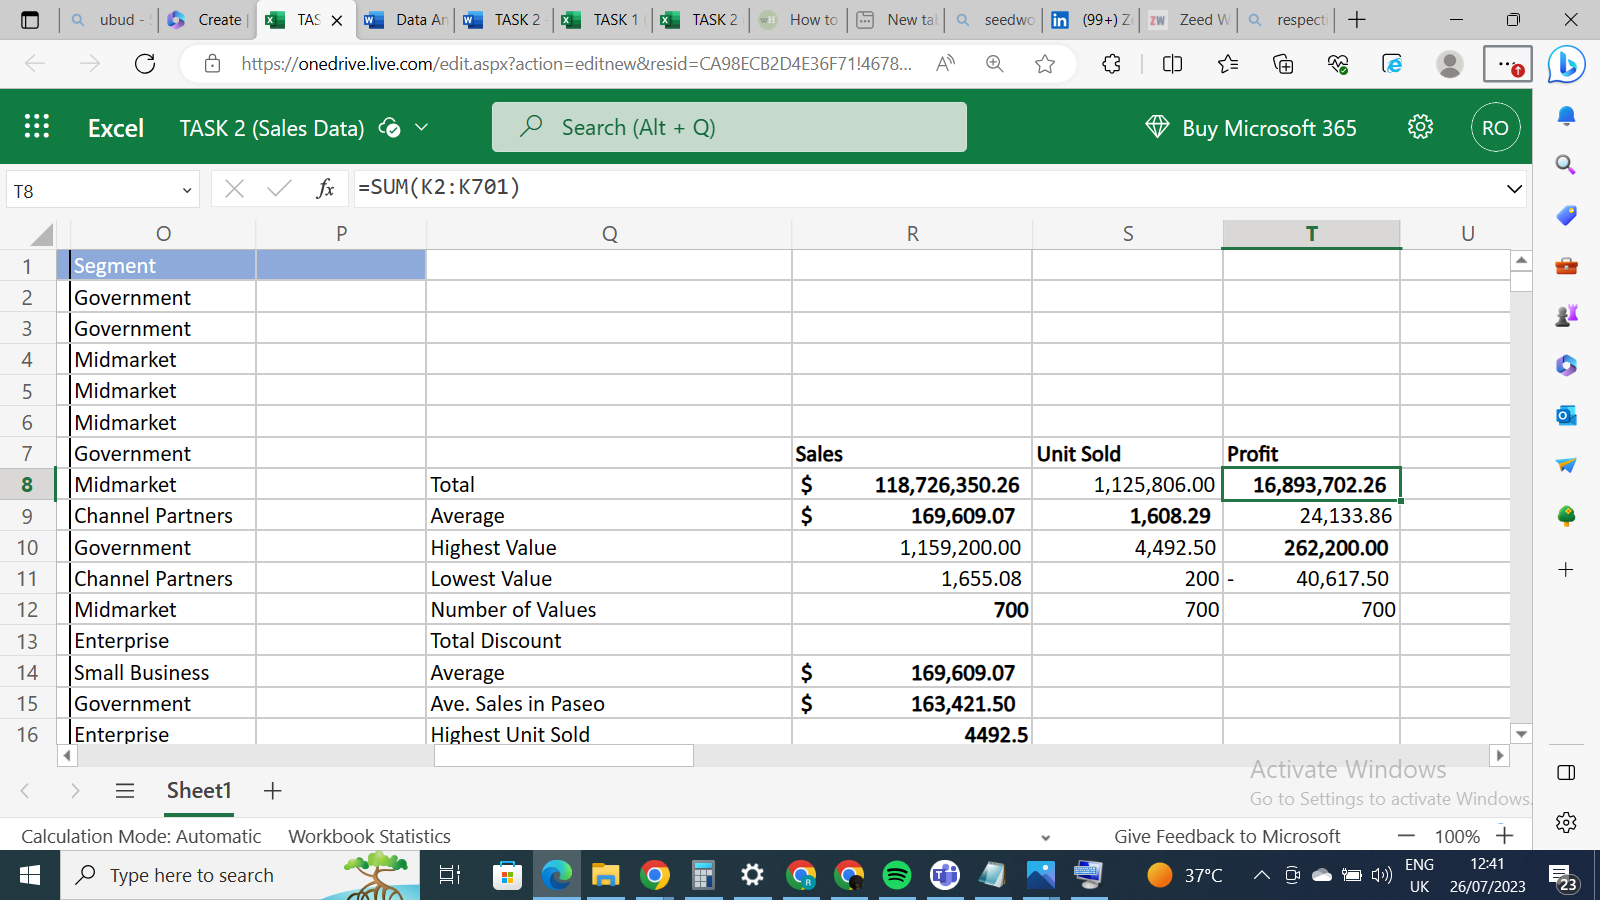 ubud -
Create
TAS
Data An
TASK 2
TASK 1
TASK 2
How to
New ta
seedwo
(99+) Z
Zeed W
respecti
https://onedrive.live.com/edit.aspx?action=editnew&resid=CA98ECB2D4E36F71!4678...
Excel TASK 2 (Sales Data) Search (Alt + Q) Buy Microsoft 365 RO
T8 fx =SUM(K2:K701)
O P Q R S T U
1 Segment
2 Government
3 Government
4 Midmarket
5 Midmarket
6 Midmarket
7 Government Sales Unit Sold Profit
8 Midmarket Total $ 118,726,350.26 1,125,806.00 16,893,702.26
9 Channel Partners Average $ 169,609.07 1,608.29 24,133.86
10 Government Highest Value 1,159,200.00 4,492.50 262,200.00
11 Channel Partners Lowest Value 1,655.08 200 - 40,617.50
12 Midmarket Number of Values 700 700 700
13 Enterprise Total Discount
14 Small Business Average $ 169,609.07
15 Government Ave. Sales in Paseo $ 163,421.50
16 Enterprise Highest Unit Sold 4492.5
Activate Windows
Go to Settings to activate Windows.
Sheet1
Calculation Mode: Automatic Workbook Statistics Give Feedback to Microsoft 100%
Type here to search 37°C ENG 12:41
UK 26/07/2023 23